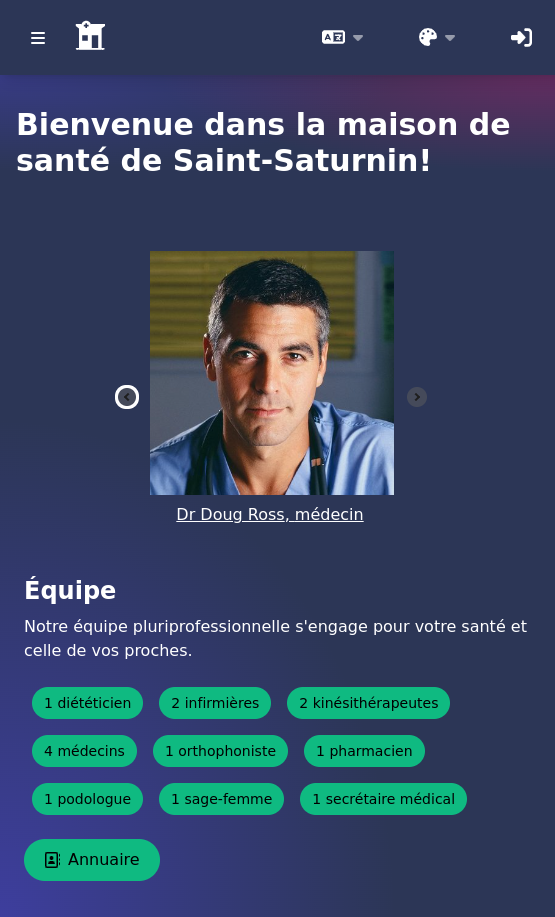 Bienvenue dans la maison de
santé de Saint-Saturnin!
Dr Doug Ross, médecin
Équipe
Notre équipe pluriprofessionnelle s'engage pour votre santé et
celle de vos proches.
1 diététicien 2 infirmières 2 kinésithérapeutes
4 médecins 1 orthophoniste 1 pharmacien
1 podologue 1 sage-femme 1 secrétaire médical
Annuaire